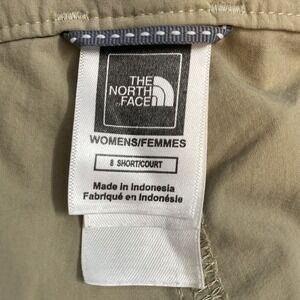 THE
NORTH
FACE
WOMENS/FEMMES
8 SHORT/COURT
Made in Indonesia
Fabriqué en Indonésie